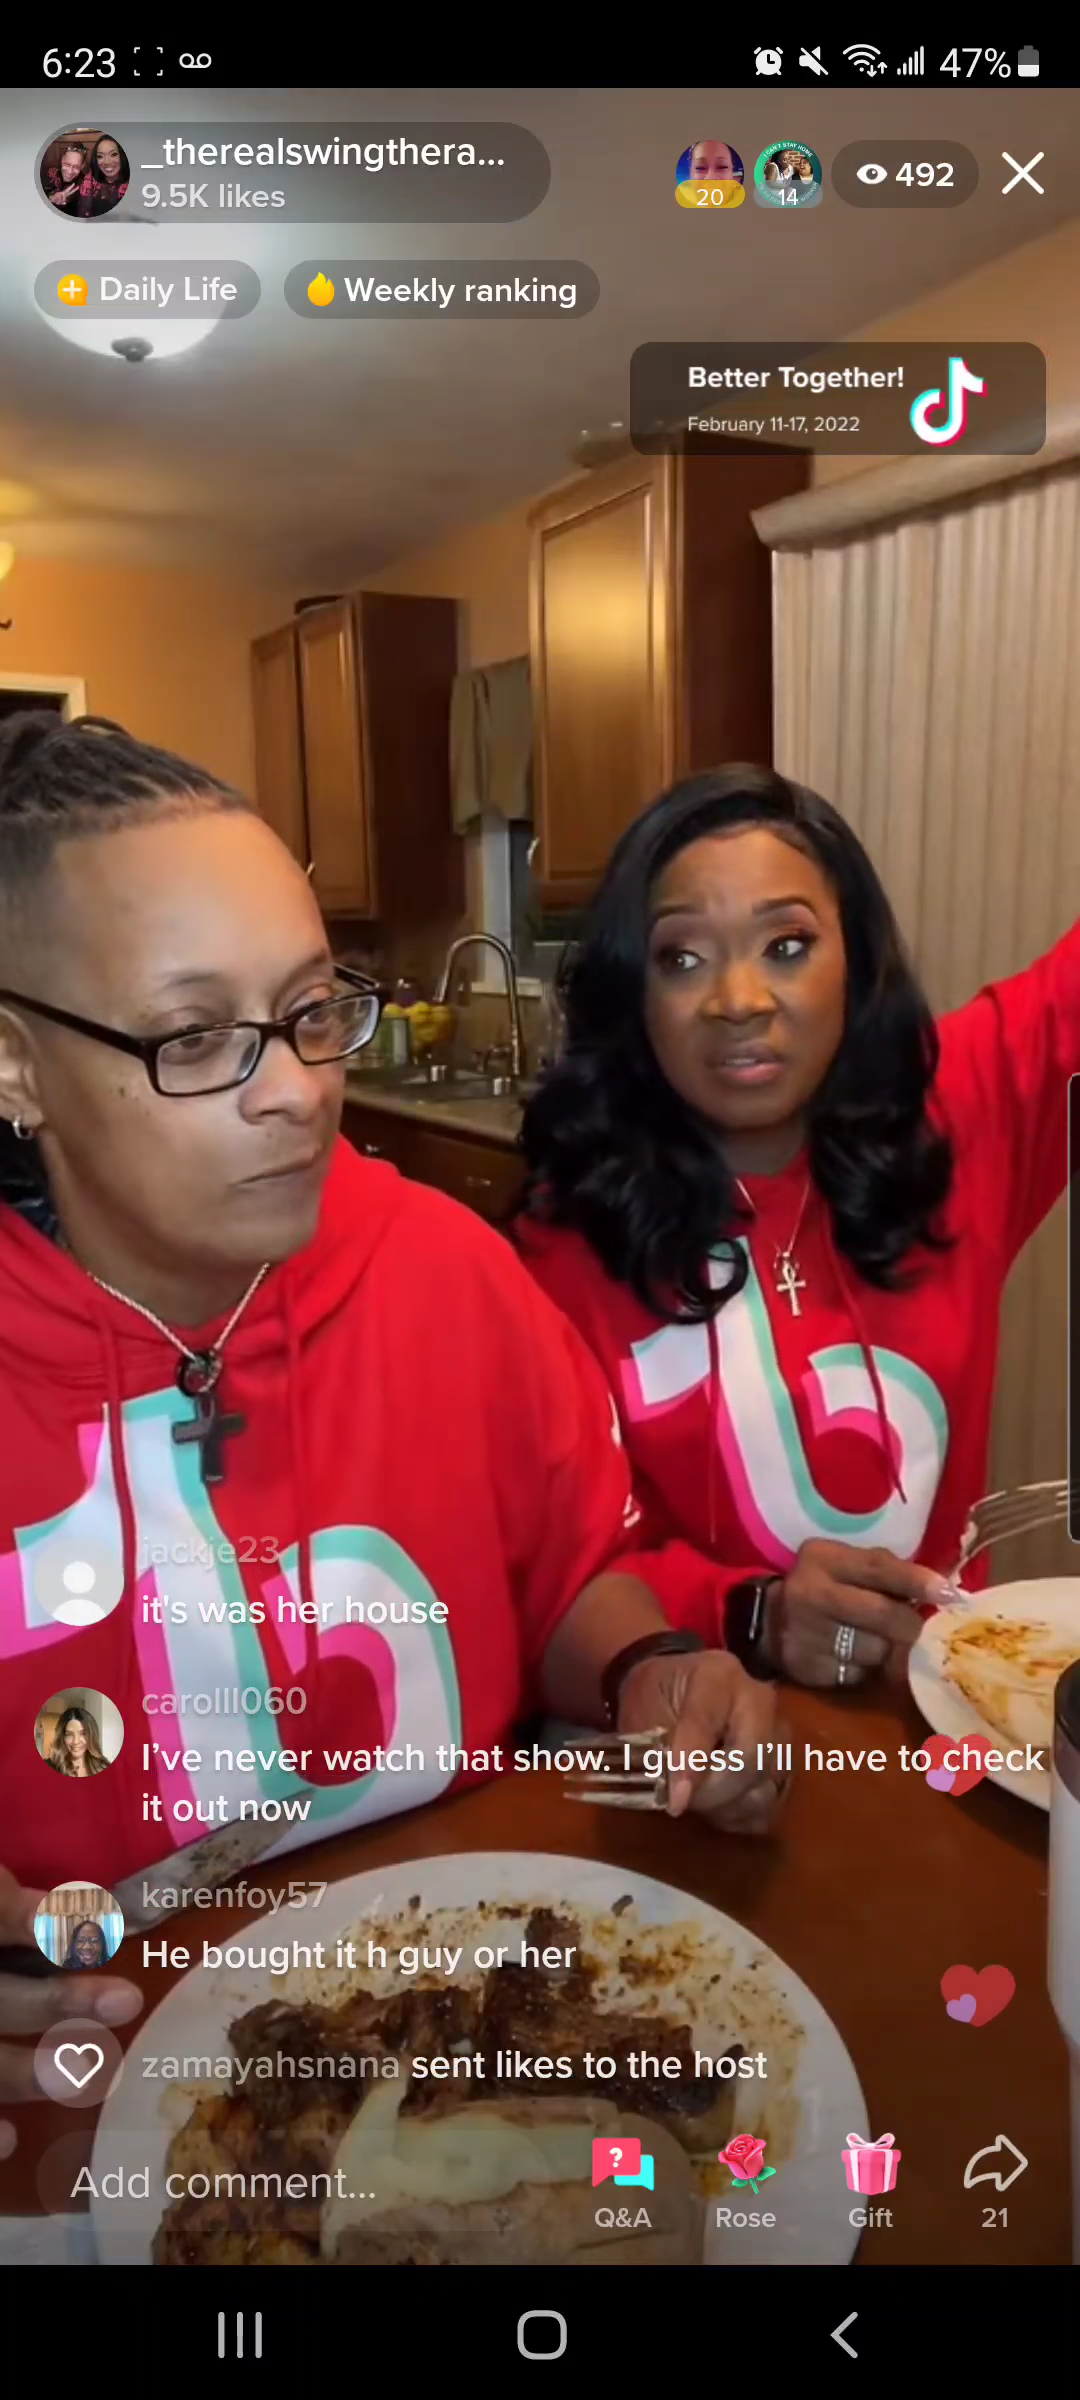 6:23
47%
_therealswingthera...
9.5K likes
20
14
492
Daily Life
Weekly ranking
Better Together!
February 11-17, 2022
jackje23
it's was her house
carolll060
I've never watch that show. I guess I'll have to check
it out now
karenfoy57
He bought it h guy or her
zamayahsnana sent likes to the host
Add comment...
?
Q&A
Rose
Gift
21